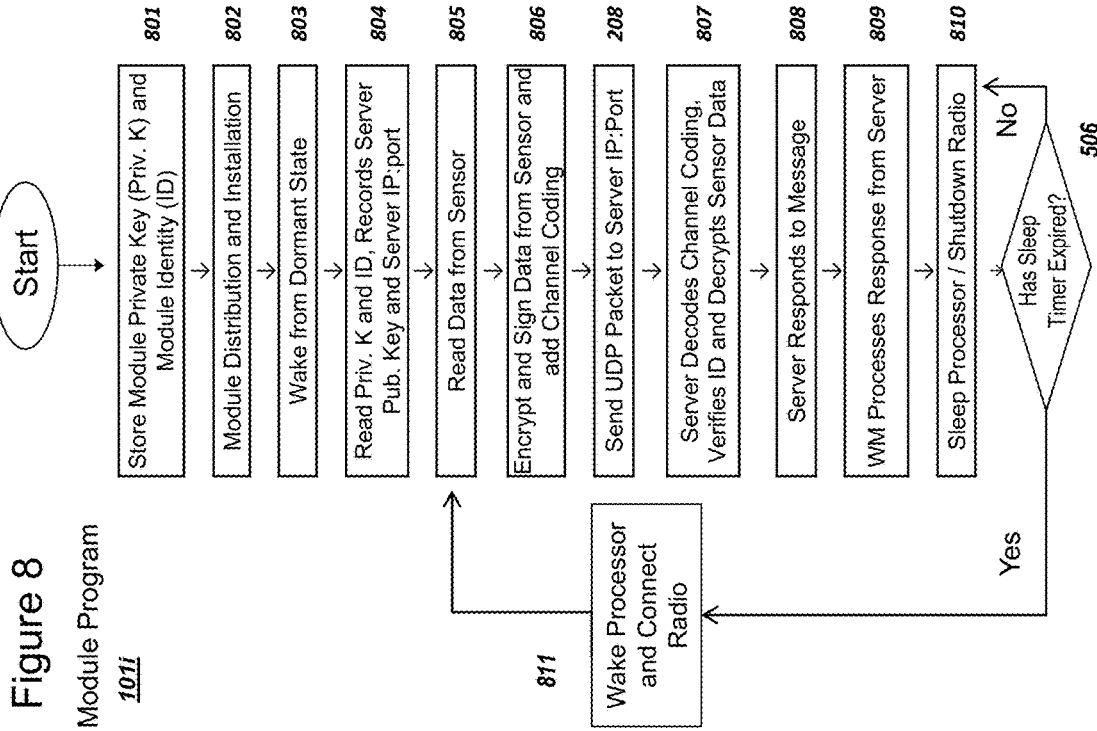 Figure 8
Module Program
101i
Start
Store Module Private Key (Priv. K) and
Module Identity (ID)
801
Module Distribution and Installation
802
Wake from Dormant State
803
Read Priv. K and ID, Records Server
Pub. Key and Server IP:port
804
Read Data from Sensor
805
Encrypt and Sign Data from Sensor and
add Channel Coding
806
Send UDP Packet to Server IP:Port
208
Server Decodes Channel Coding,
Verifies ID and Decrypts Sensor Data
807
Server Responds to Message
808
WM Processes Response from Server
809
Sleep Processor / Shutdown Radio
810
Has Sleep
Timer Expired?
506
No
Yes
Wake Processor
and Connect
Radio
811